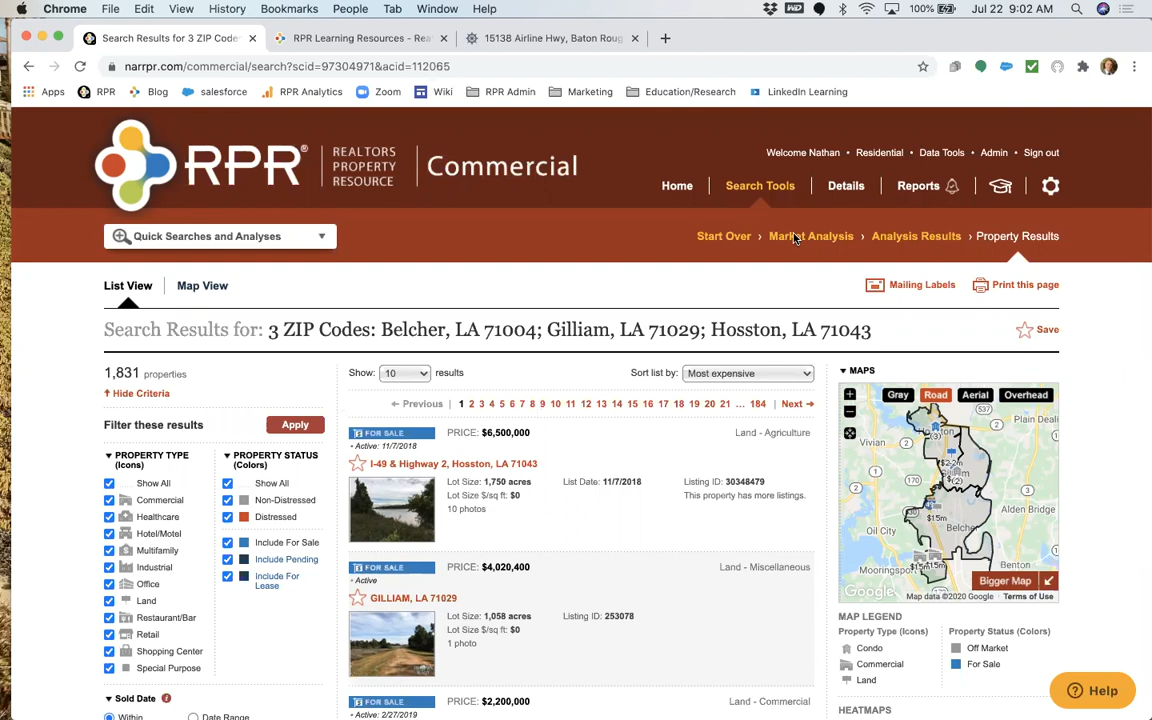 Chrome File Edit View History Bookmarks People Tab Window Help 100% Jul 22 9:02 AM
Search Results for 3 ZIP Code RPR Learning Resources - Rea 15138 Airline Hwy, Baton Roug
narrpr.com/commercial/search?scid=97304971&acid=112065
Apps RPR Blog salesforce RPR Analytics Zoom Wiki RPR Admin Marketing Education/Research LinkedIn Learning
RPR® REALTORS PROPERTY RESOURCE Commercial
Welcome Nathan • Residential • Data Tools • Admin • Sign out
Home Search Tools Details Reports
Quick Searches and Analyses
Start Over › Market Analysis › Analysis Results › Property Results
List View Map View
Mailing Labels Print this page
Search Results for: 3 ZIP Codes: Belcher, LA 71004; Gilliam, LA 71029; Hosston, LA 71043
Save
1,831 properties
Hide Criteria
Filter these results Apply
PROPERTY TYPE (Icons)
Show All
Commercial
Healthcare
Hotel/Motel
Multifamily
Industrial
Office
Land
Restaurant/Bar
Retail
Shopping Center
Special Purpose
PROPERTY STATUS (Colors)
Show All
Non-Distressed
Distressed
Include For Sale
Include Pending
Include For Lease
Sold Date
Within Date Range
Show: 10 results Sort list by: Most expensive
← Previous | 1 2 3 4 5 6 7 8 9 10 11 12 13 14 15 16 17 18 19 20 21 ... 184 | Next →
FOR SALE PRICE: $6,500,000 Land - Agriculture
• Active: 11/7/2018
I-49 & Highway 2, Hosston, LA 71043
Lot Size: 1,750 acres List Date: 11/7/2018 Listing ID: 30348479
Lot Size $/sq ft: $0 This property has more listings.
10 photos
FOR SALE PRICE: $4,020,400 Land - Miscellaneous
• Active
GILLIAM, LA 71029
Lot Size: 1,058 acres Listing ID: 253078
Lot Size $/sq ft: $0
1 photo
FOR SALE PRICE: $2,200,000 Land - Commercial
• Active: 2/27/2019
MAPS
Gray Road Aerial Overhead
537
2
Plain Deali
Vivian
(3)
2
1
Gilliam
(2)
170
2
3
$15m
Alden Bridge
Oil City
Belcher
1
Mooringspo
Benton
Bigger Map
Google Map data ©2020 Google Terms of Use
MAP LEGEND
Property Type (Icons) Property Status (Colors)
Condo Off Market
Commercial For Sale
Land
HEATMAPS
Help